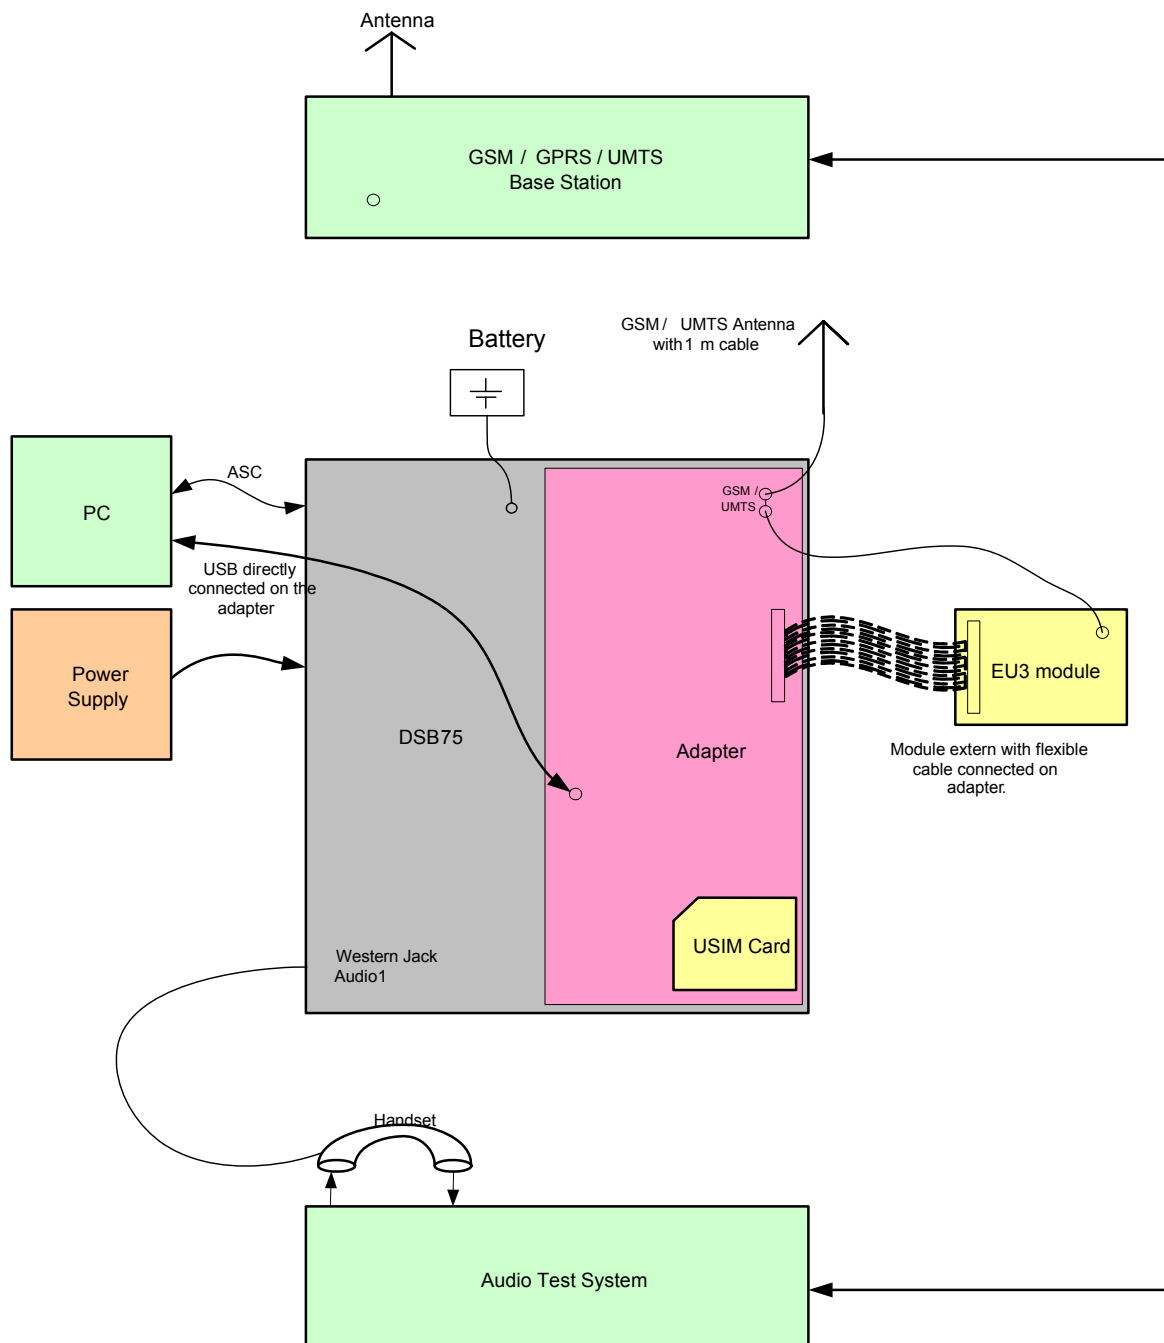 Antenna
GSM / GPRS / UMTS
Base Station
Battery
GSM / UMTS Antenna
with 1 m cable
PC
ASC
GSM /
UMTS
USB directly
connected on the
adapter
Power
Supply
DSB75
Adapter
EU3 module
Module extern with flexible
cable connected on
adapter.
USIM Card
Western Jack
Audio1
Handset
Audio Test System